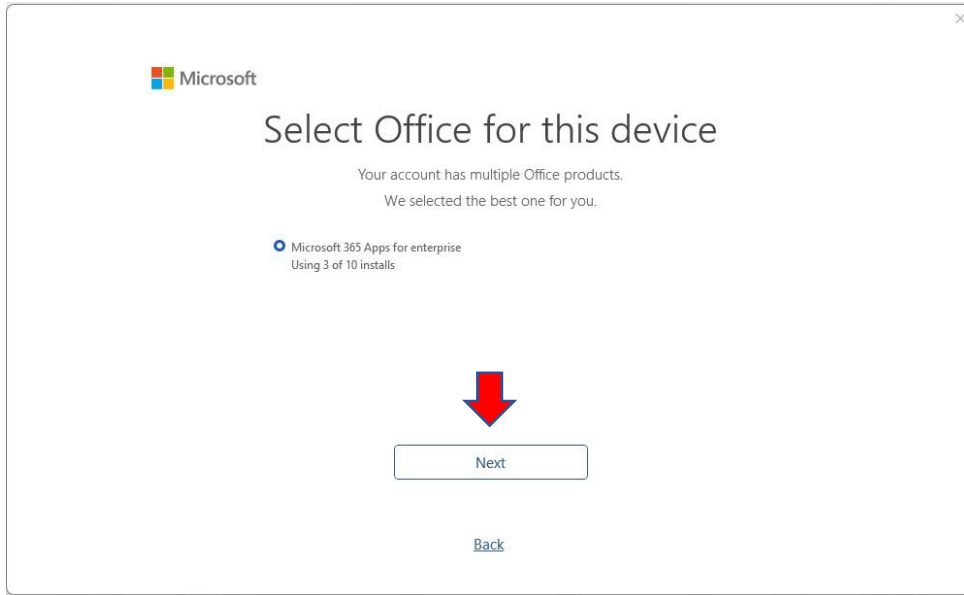 Microsoft
Select Office for this device
Your account has multiple Office products.
We selected the best one for you.
Microsoft 365 Apps for enterprise
Using 3 of 10 installs
Next
Back